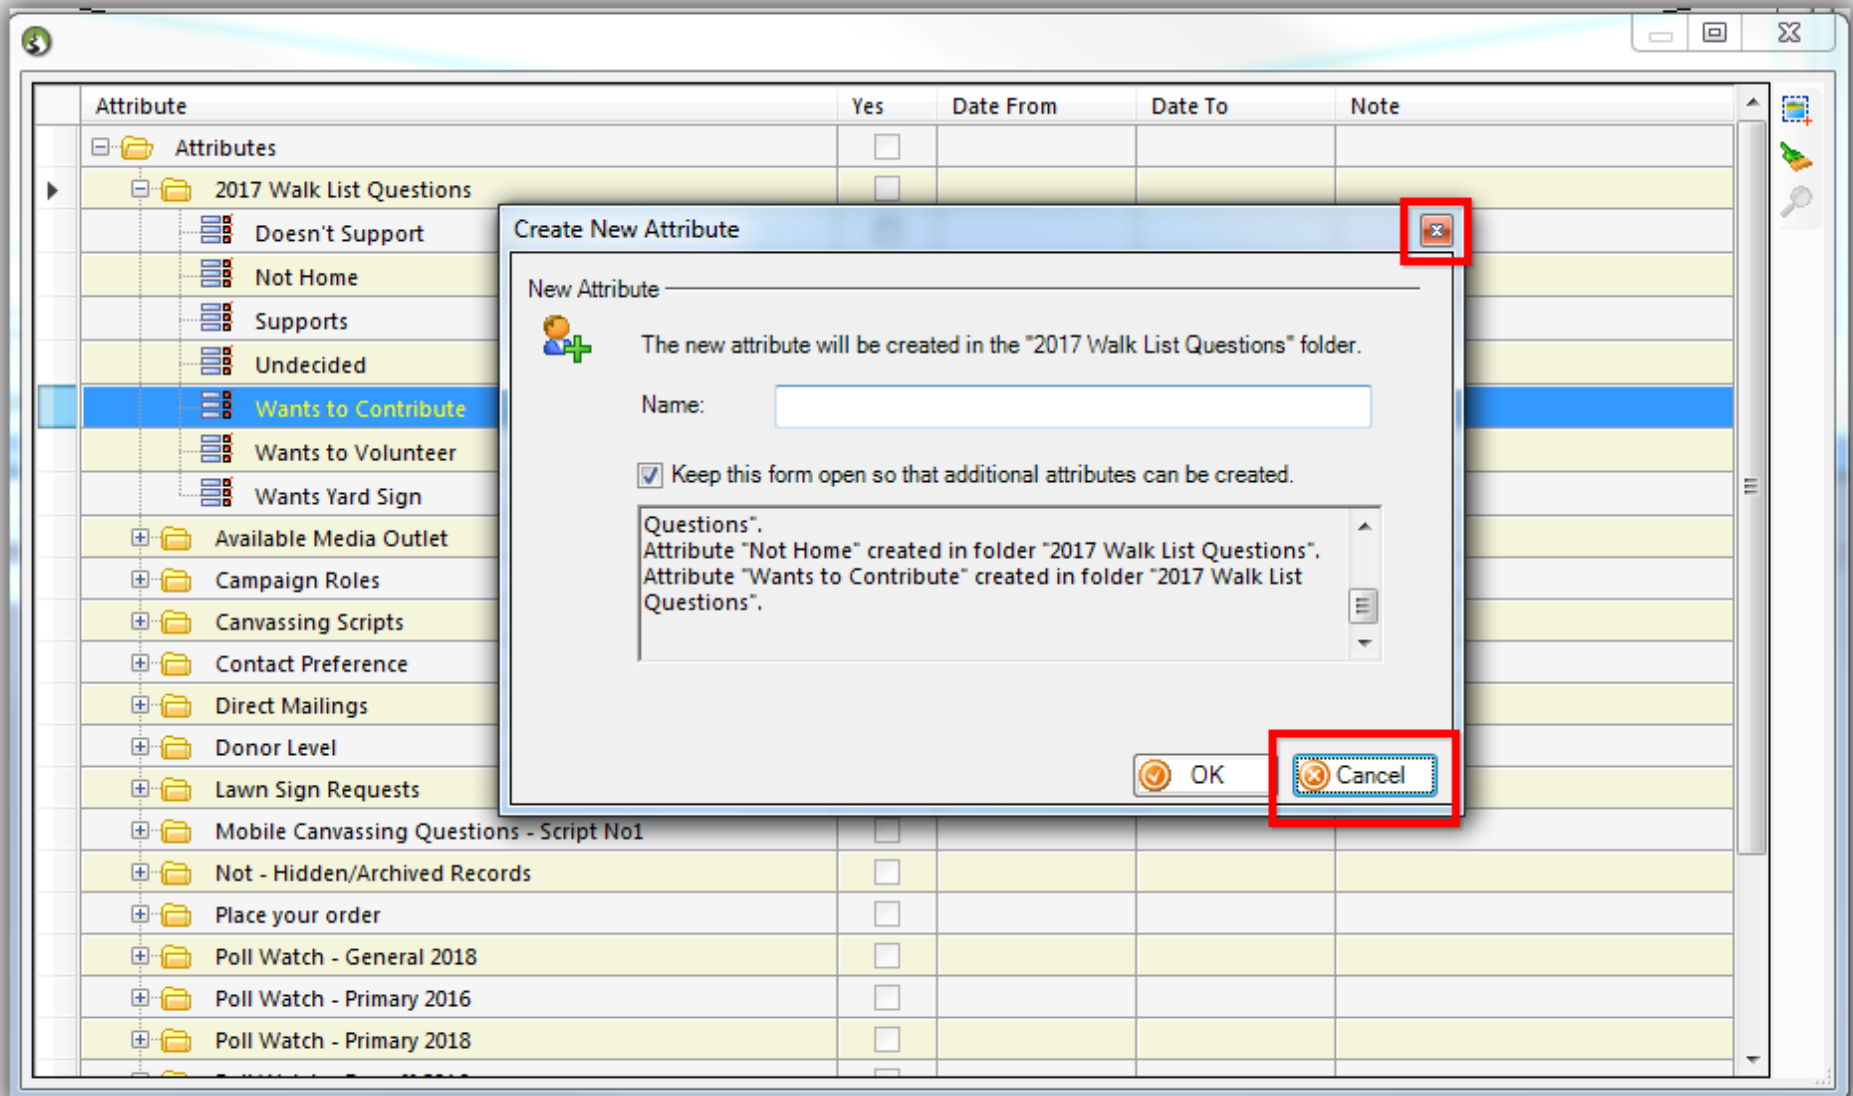 Attribute Yes Date From Date To Note
Attributes
2017 Walk List Questions
Doesn't Support
Not Home
Supports
Undecided
Wants to Contribute
Wants to Volunteer
Wants Yard Sign
Available Media Outlet
Campaign Roles
Canvassing Scripts
Contact Preference
Direct Mailings
Donor Level
Lawn Sign Requests
Mobile Canvassing Questions - Script No1
Not - Hidden/Archived Records
Place your order
Poll Watch - General 2018
Poll Watch - Primary 2016
Poll Watch - Primary 2018
Create New Attribute
New Attribute
The new attribute will be created in the "2017 Walk List Questions" folder.
Name:
Keep this form open so that additional attributes can be created.
Questions".
Attribute "Not Home" created in folder "2017 Walk List Questions".
Attribute "Wants to Contribute" created in folder "2017 Walk List
Questions".
OK Cancel